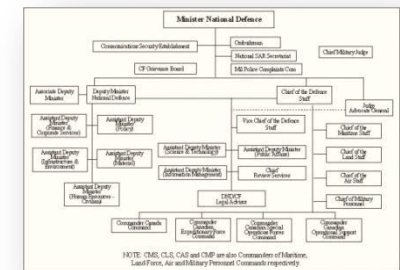 Minister National Defence
Communications Security Establishment
Ombudsman
National SAR Secretariat
Chief Military Judge
CF Grievance Board
Mil Police Complaints Com
Associate Deputy
Minister
Deputy Minister
National Defence
Chief of the Defence
Staff
Judge
Advocate General
Assistant Deputy
Minister
(Finance &
Corporate Services)
Assistant Deputy
Minister
(Policy)
Vice Chief of the Defence
Staff
Chief of the
Maritime Staff
Assistant Deputy
Minister
(Infrastructure &
Environment)
Assistant Deputy
Minister
(Materiel)
Assistant Deputy Minister
(Science & Technology)
Assistant Deputy Minister
(Public Affairs)
Chief of the
Land Staff
Assistant Deputy Minister
(Information Management)
Chief
Review Services
Chief of the
Air Staff
Assistant Deputy
Minister
(Human Resources -
Civilian)
DND/CF
Legal Advisor
Chief of Military
Personnel
Commander Canada
Command
Commander
Canadian
Expeditionary Force
Command
Commander
Canadian Special
Operations Forces
Command
Commander
Canadian
Operational Support
Command
NOTE: CMS, CLS, CAS and CMP are also Commanders of Maritime,
Land Force, Air and Military Personnel Commands respectively.